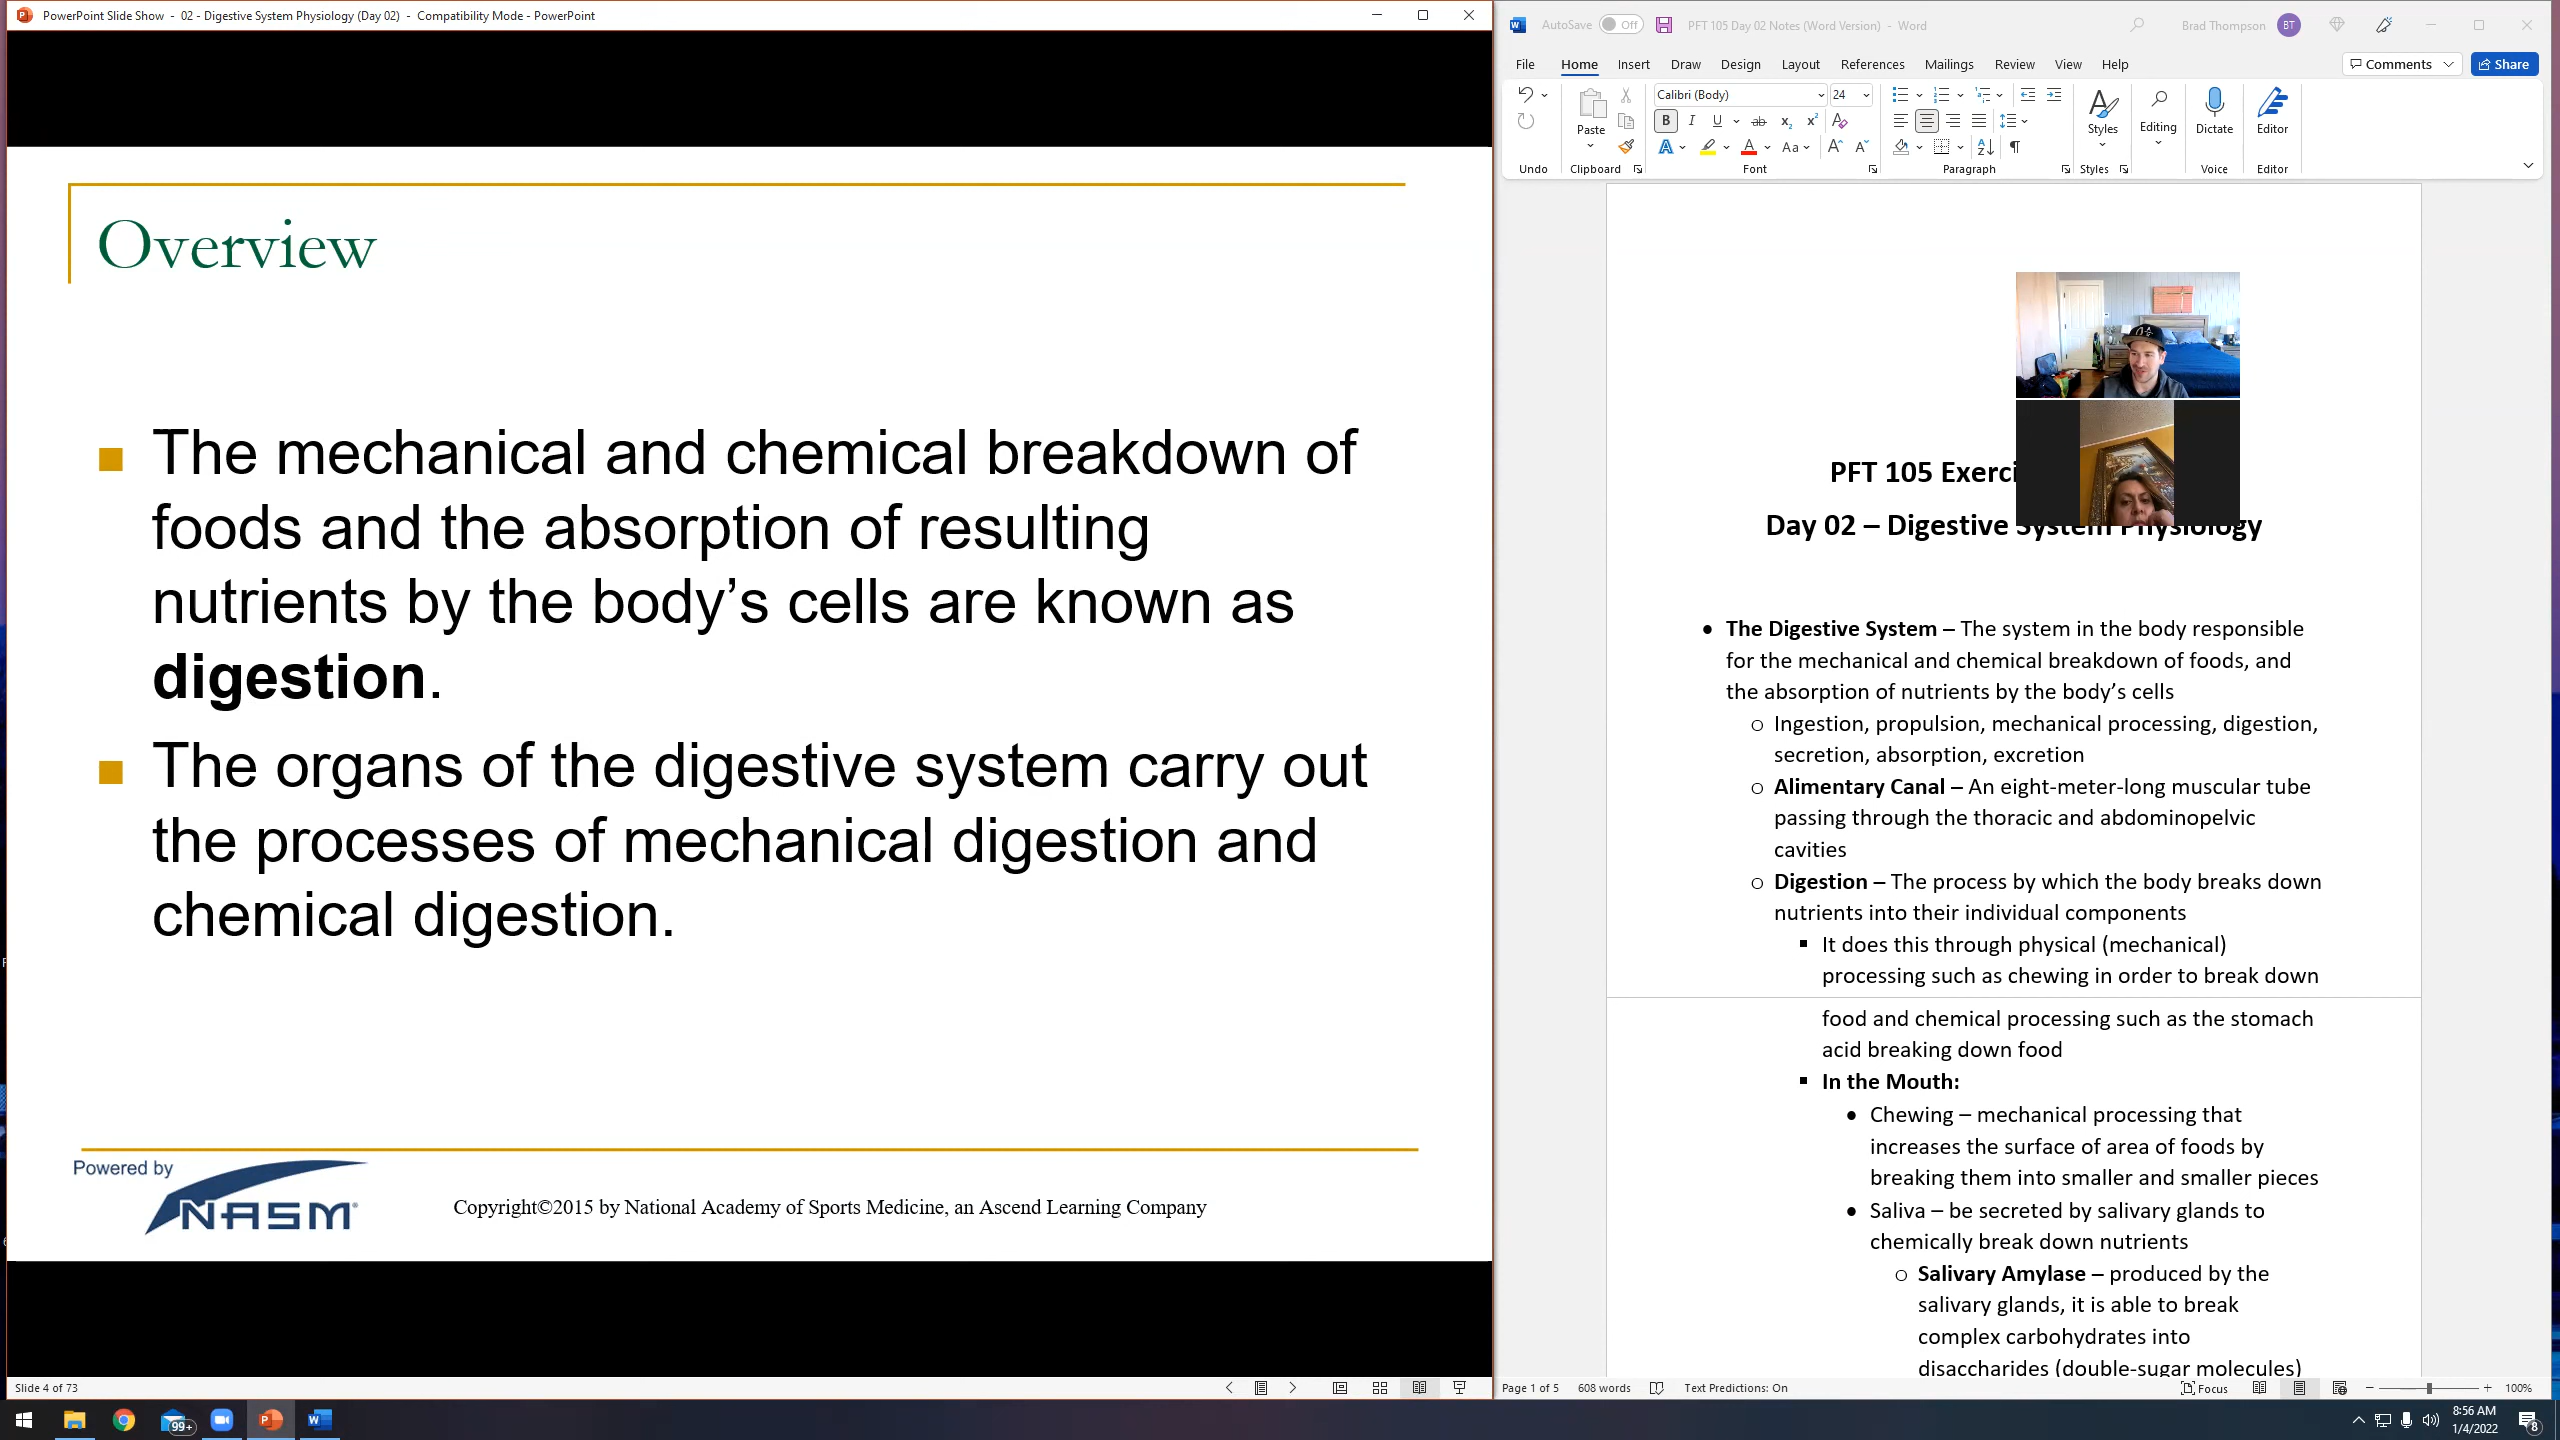 PowerPoint Slide Show - 02 - Digestive System Physiology (Day 02) - Compatibility Mode - PowerPoint
Overview
The mechanical and chemical breakdown of
foods and the absorption of resulting
nutrients by the body’s cells are known as
digestion.
The organs of the digestive system carry out
the processes of mechanical digestion and
chemical digestion.
Powered by
NASM
Copyright©2015 by National Academy of Sports Medicine, an Ascend Learning Company
Slide 4 of 73
AutoSave Off PFT 105 Day 02 Notes (Word Version) - Word Brad Thompson BT
File Home Insert Draw Design Layout References Mailings Review View Help Comments Share
Calibri (Body) 24
Paste Styles Editing Dictate Editor
Undo Clipboard Font Paragraph Styles Voice Editor
PFT 105 Exerci
Day 02 – Digestive System Physiology
The Digestive System – The system in the body responsible
for the mechanical and chemical breakdown of foods, and
the absorption of nutrients by the body’s cells
Ingestion, propulsion, mechanical processing, digestion,
secretion, absorption, excretion
Alimentary Canal – An eight-meter-long muscular tube
passing through the thoracic and abdominopelvic
cavities
Digestion – The process by which the body breaks down
nutrients into their individual components
It does this through physical (mechanical)
processing such as chewing in order to break down
food and chemical processing such as the stomach
acid breaking down food
In the Mouth:
Chewing – mechanical processing that
increases the surface of area of foods by
breaking them into smaller and smaller pieces
Saliva – be secreted by salivary glands to
chemically break down nutrients
Salivary Amylase – produced by the
salivary glands, it is able to break
complex carbohydrates into
disaccharides (double-sugar molecules)
Page 1 of 5 608 words Text Predictions: On Focus 100%
99+
8:56 AM
1/4/2022
8